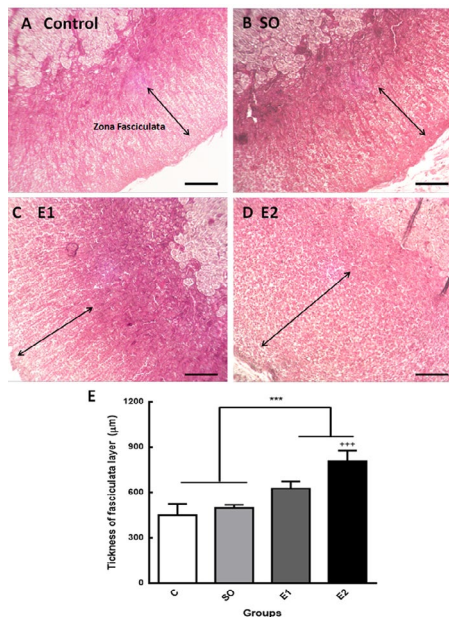 A Control
B SO
Zona Fasciculata
C E1
D E2
E
Tickness of fasciculata layer (µm)
1200
900
600
300
0
***
+++
C
SO
E1
E2
Groups